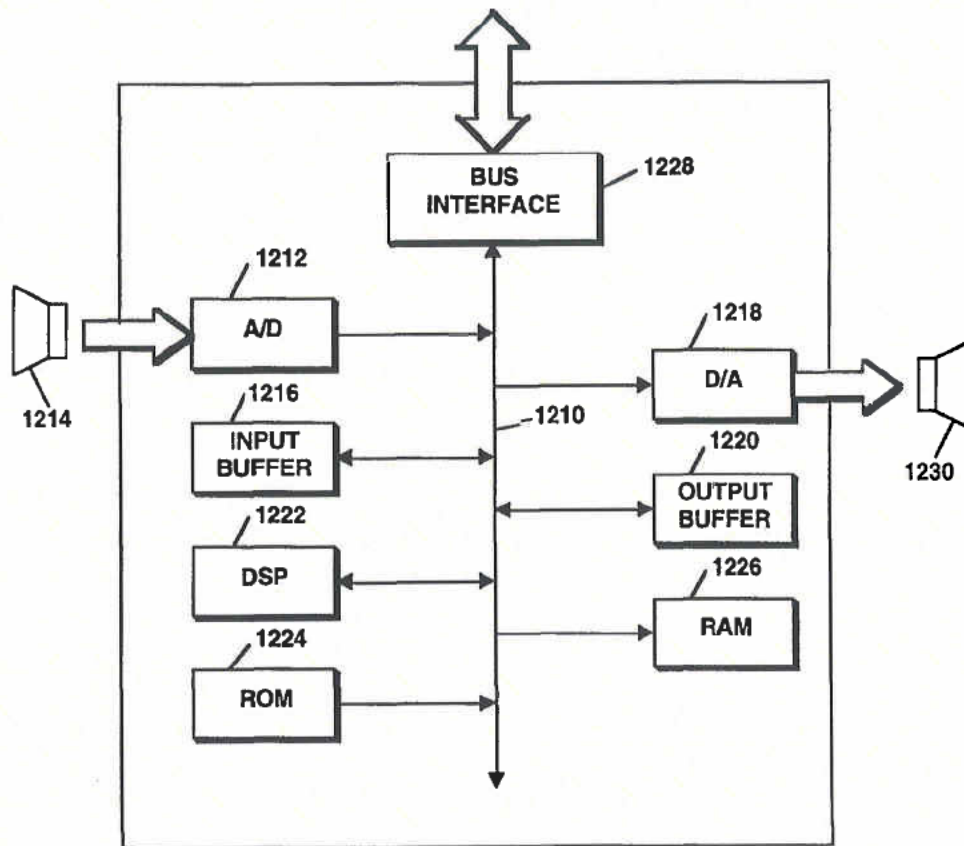 BUS
INTERFACE
1228
1212
A/D
1214
1218
D/A
1216
INPUT
BUFFER
1210
1220
OUTPUT
BUFFER
1230
1222
DSP
1226
RAM
1224
ROM